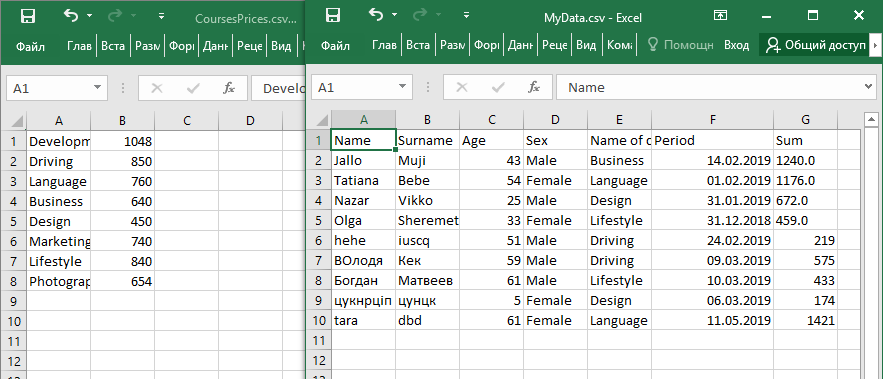 CoursesPrices.csv...
Файл Глав Вста Разм Фор Данн Реце Вид
A1 Develo
A B C D
1 Developm 1048
2 Driving 850
3 Language 760
4 Business 640
5 Design 450
6 Marketing 740
7 Lifestyle 840
8 Photograp 654
9
10
11
12
MyData.csv - Excel
Файл Глав Вста Разм Фор Данн Реце Вид Кома Помощн Вход Общий доступ
A1 fx Name
A B C D E F G
1 Name Surname Age Sex Name of c Period Sum
2 Jallo Muji 43 Male Business 14.02.2019 1240.0
3 Tatiana Bebe 54 Female Language 01.02.2019 1176.0
4 Nazar Vikko 25 Male Design 31.01.2019 672.0
5 Olga Sheremet 33 Female Lifestyle 31.12.2018 459.0
6 hehe iuscq 51 Male Driving 24.02.2019 219
7 ВОлодя Кек 59 Male Driving 09.03.2019 575
8 Богдан Матвеев 61 Male Lifestyle 10.03.2019 433
9 цукнрціп цунцк 5 Female Design 06.03.2019 174
10 tara dbd 61 Female Language 11.05.2019 1421
11
12